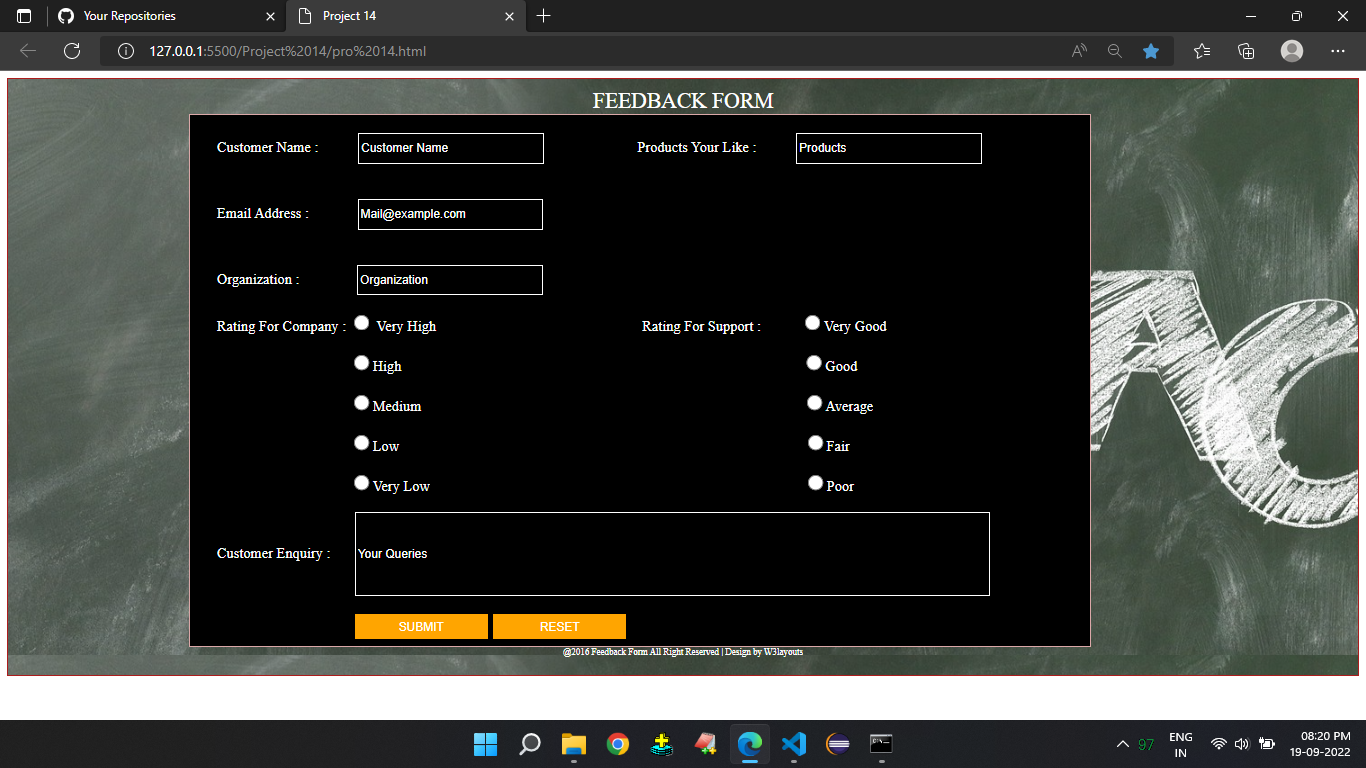 Your Repositories
Project 14
127.0.0.1:5500/Project%2014/pro%2014.html
FEEDBACK FORM
Customer Name : Customer Name Products Your Like : Products
Email Address : Mail@example.com
Organization : Organization
Rating For Company : Very High Rating For Support : Very Good
High Good
Medium Average
Low Fair
Very Low Poor
Customer Enquiry : Your Queries
SUBMIT RESET
@2016 Feedback Form All Right Reserved | Design by W3layouts
97 ENG IN 08:20 PM
19-09-2022